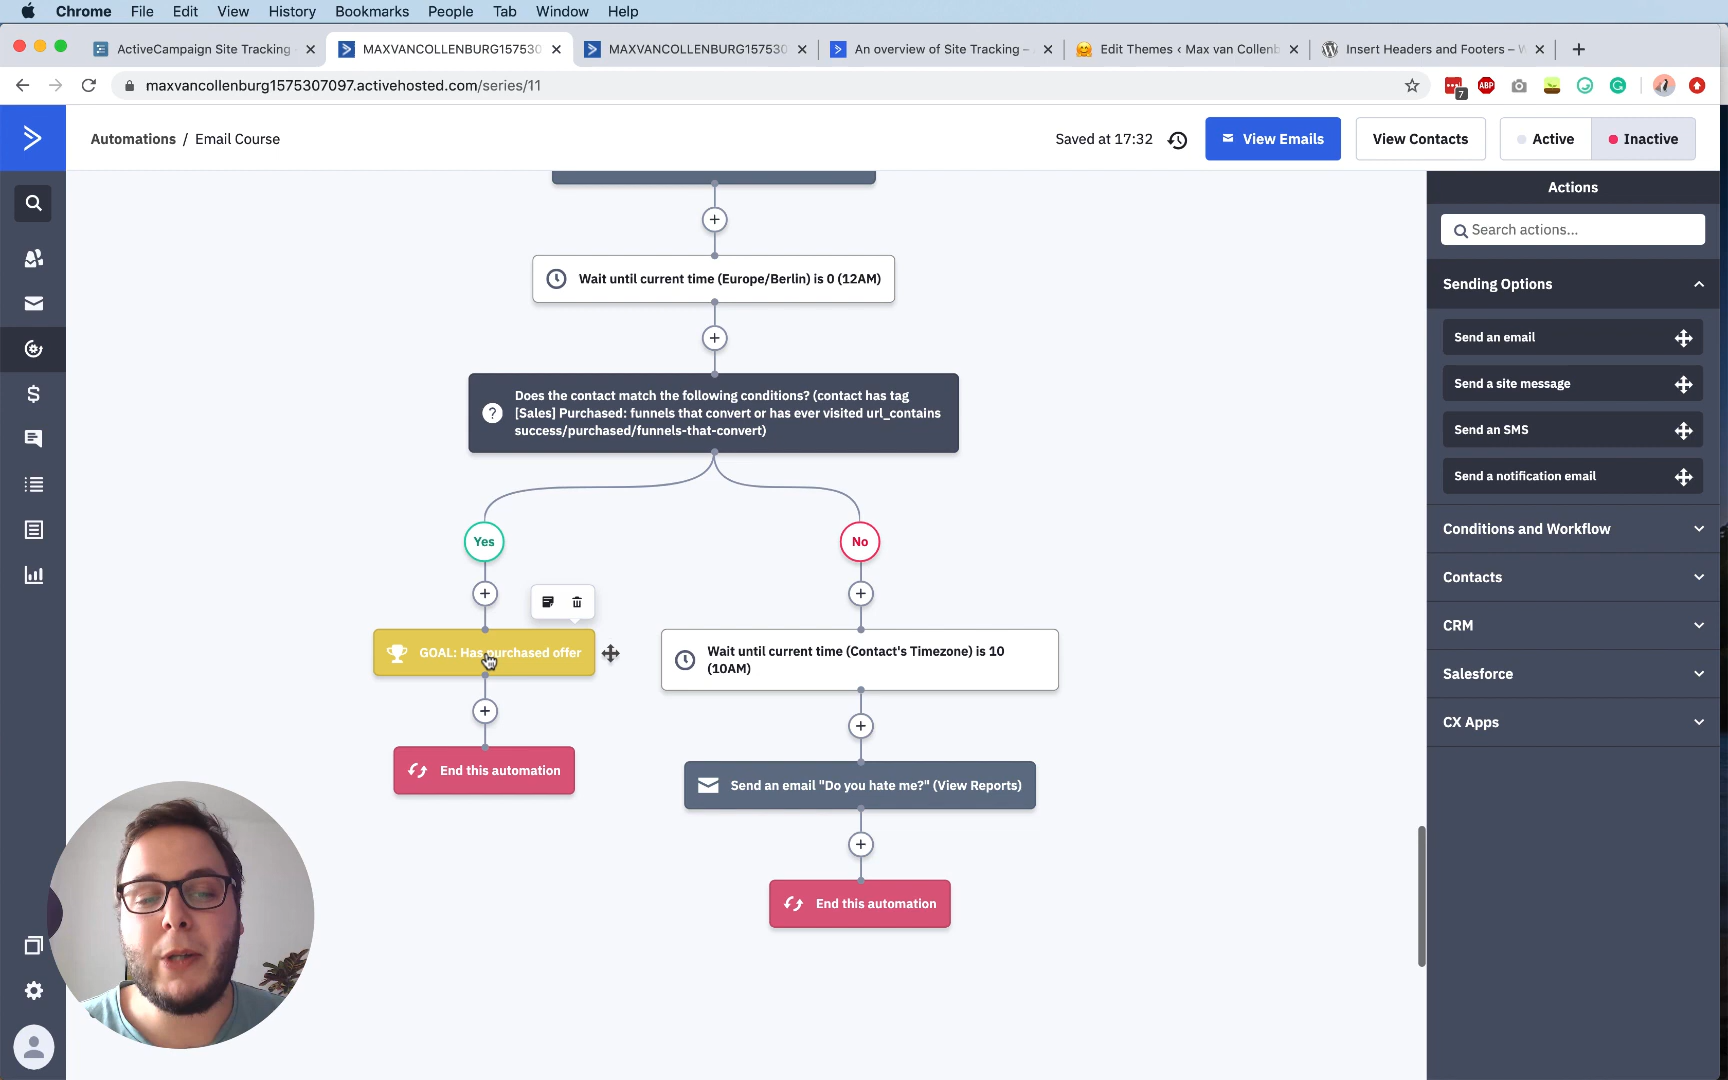 Chrome File Edit View History Bookmarks People Tab Window Help
ActiveCampaign Site Tracking
MAXVANCOLLENBURG157530
MAXVANCOLLENBURG157530
An overview of Site Tracking –
Edit Themes ‹ Max van Collenb
Insert Headers and Footers –
maxvancollenburg1575307097.activehosted.com/series/11
7
ABP
Automations / Email Course
Saved at 17:32
View Emails
View Contacts
Active
Inactive
Actions
Search actions...
Sending Options
Send an email
Send a site message
Send an SMS
Send a notification email
Conditions and Workflow
Contacts
CRM
Salesforce
CX Apps
Wait until current time (Europe/Berlin) is 0 (12AM)
Does the contact match the following conditions? (contact has tag
[Sales] Purchased: funnels that convert or has ever visited url_contains
success/purchased/funnels-that-convert)
Yes
No
GOAL: Has purchased offer
Wait until current time (Contact's Timezone) is 10
(10AM)
End this automation
Send an email "Do you hate me?" (View Reports)
End this automation